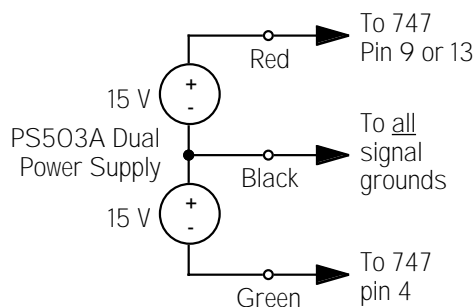 To 747
Pin 9 or 13
Red
+
15 V
-
PS503A Dual
Power Supply
To all
signal
grounds
Black
+
15 V
-
To 747
pin 4
Green